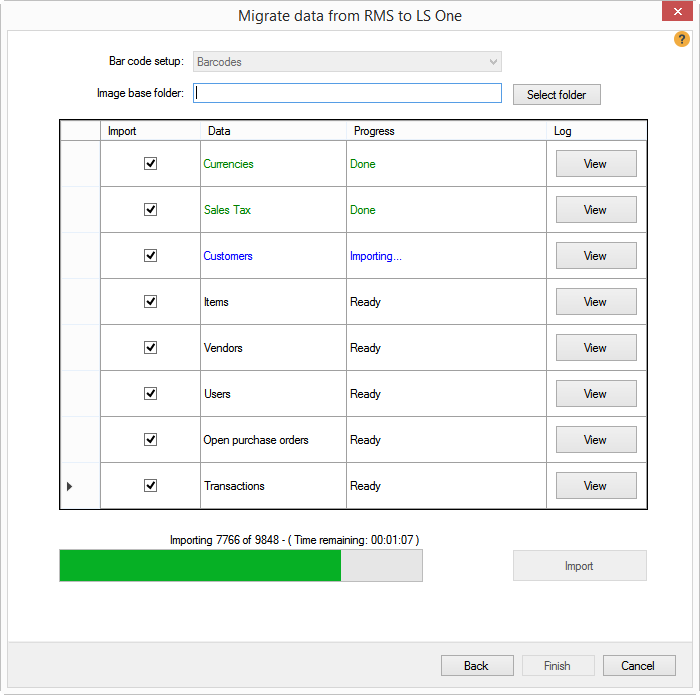 Migrate data from RMS to LS One
?
Bar code setup: Barcodes
Image base folder: Select folder
Import Data Progress Log
Currencies Done View
Sales Tax Done View
Customers Importing... View
Items Ready View
Vendors Ready View
Users Ready View
Open purchase orders Ready View
Transactions Ready View
Importing 7766 of 9848 - ( Time remaining: 00:01:07 )
Import
Back Finish Cancel